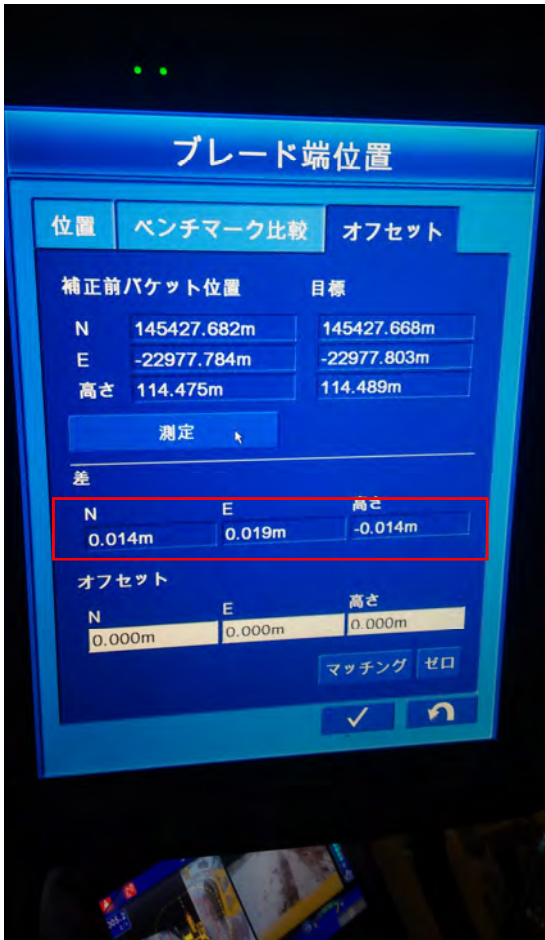 ブレード端位置
位置 ベンチマーク比較 オフセット
補正前バケット位置 目標
N 145427.682m 145427.668m
E -22977.784m -22977.803m
高さ 114.475m 114.489m
測定
差
N E 高さ
0.014m 0.019m -0.014m
オフセット
N E 高さ
0.000m 0.000m 0.000m
マッチング ゼロ